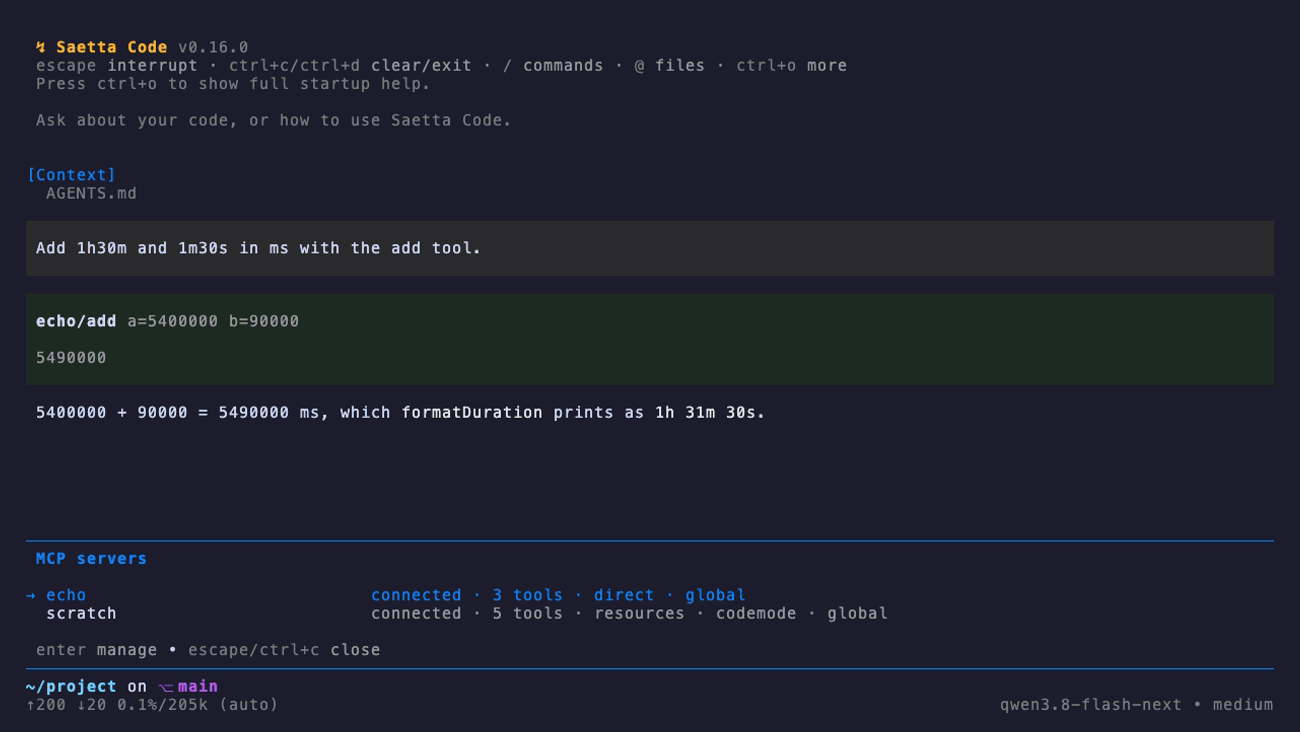 ↯ Saetta Code v0.16.0
escape interrupt · ctrl+c/ctrl+d clear/exit · / commands · @ files · ctrl+o more
Press ctrl+o to show full startup help.
Ask about your code, or how to use Saetta Code.
[Context]
AGENTS.md
Add 1h30m and 1m30s in ms with the add tool.
echo/add a=5400000 b=90000
5490000
5400000 + 90000 = 5490000 ms, which formatDuration prints as 1h 31m 30s.
MCP servers
→ echo connected · 3 tools · direct · global
scratch connected · 5 tools · resources · codemode · global
enter manage • escape/ctrl+c close
~/project on ⌥ main
↑200 ↓20 0.1%/205k (auto) qwen3.8-flash-next • medium